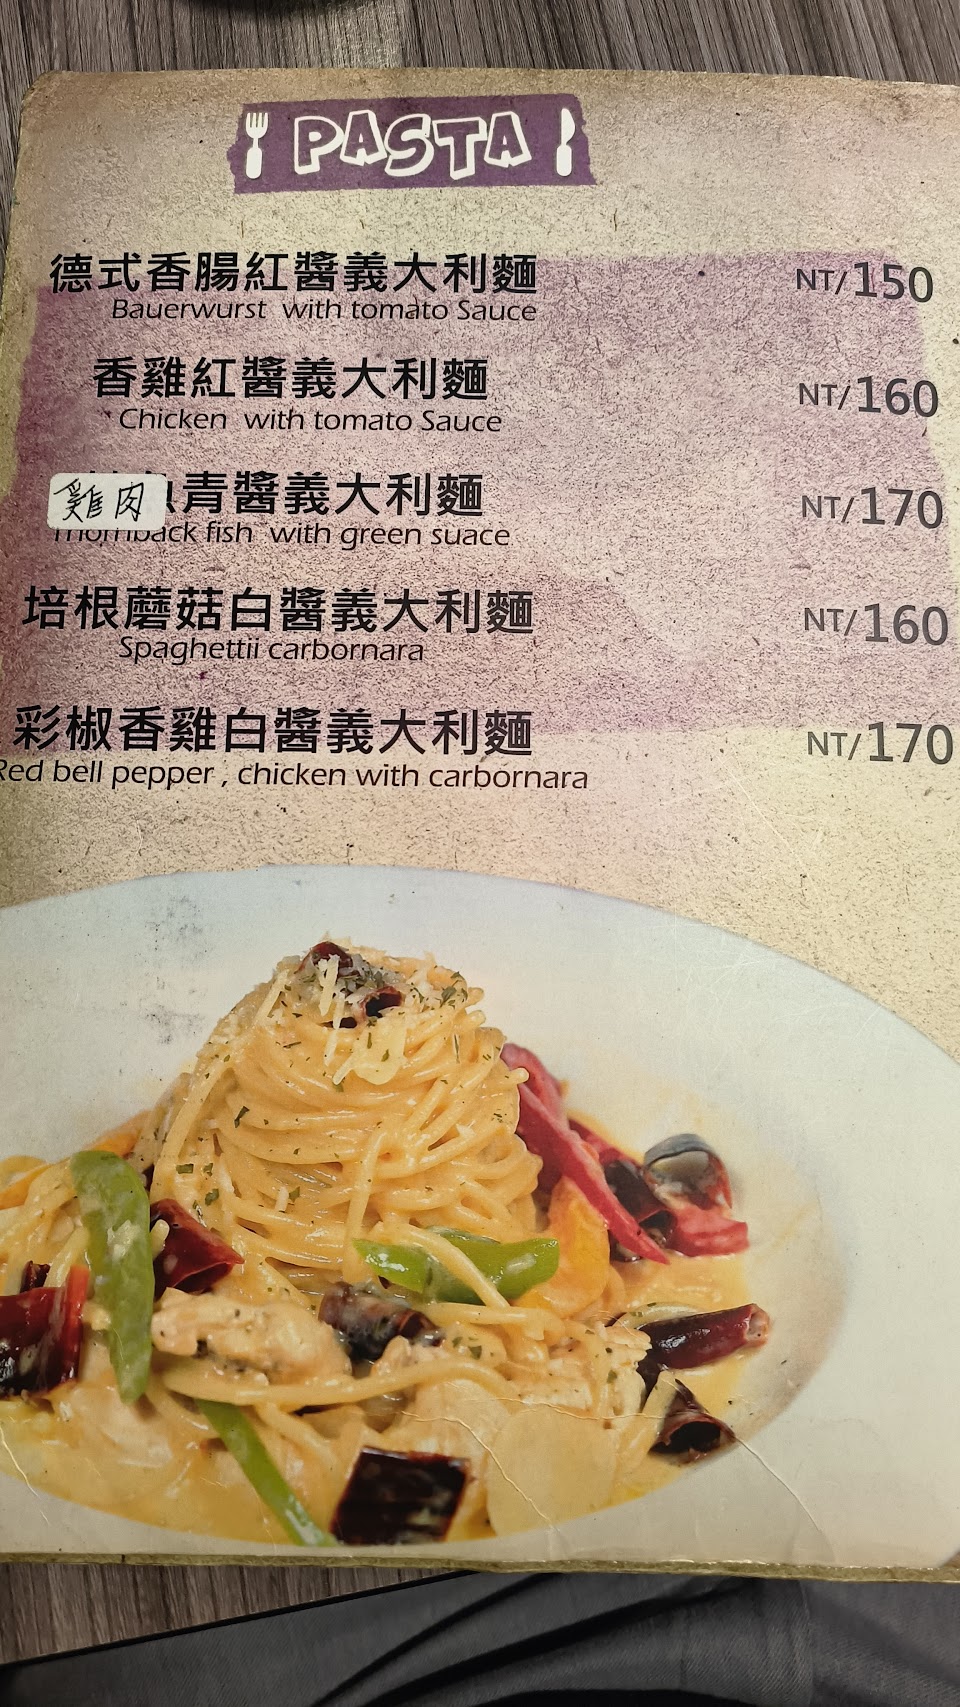 PASTA
德式香腸紅醬義大利麵 NT/150
Bauerwurst with tomato Sauce
香雞紅醬義大利麵 NT/160
Chicken with tomato Sauce
雞肉 青醬義大利麵 NT/170
Thornback fish with green suace
培根蘑菇白醬義大利麵 NT/160
Spaghettii carbornara
彩椒香雞白醬義大利麵 NT/170
Red bell pepper , chicken with carbornara